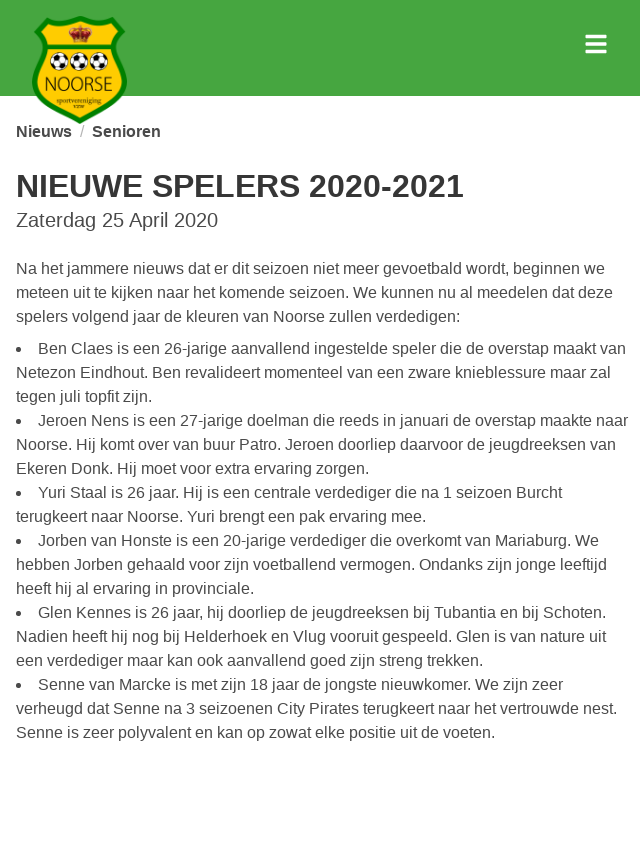 NOORSE
sportvereniging
vzw
Nieuws / Senioren
NIEUWE SPELERS 2020-2021
Zaterdag 25 April 2020
Na het jammere nieuws dat er dit seizoen niet meer gevoetbald wordt, beginnen we
meteen uit te kijken naar het komende seizoen. We kunnen nu al meedelen dat deze
spelers volgend jaar de kleuren van Noorse zullen verdedigen:
• Ben Claes is een 26-jarige aanvallend ingestelde speler die de overstap maakt van
Netezon Eindhout. Ben revalideert momenteel van een zware knieblessure maar zal
tegen juli topfit zijn.
• Jeroen Nens is een 27-jarige doelman die reeds in januari de overstap maakte naar
Noorse. Hij komt over van buur Patro. Jeroen doorliep daarvoor de jeugdreeksen van
Ekeren Donk. Hij moet voor extra ervaring zorgen.
• Yuri Staal is 26 jaar. Hij is een centrale verdediger die na 1 seizoen Burcht
terugkeert naar Noorse. Yuri brengt een pak ervaring mee.
• Jorben van Honste is een 20-jarige verdediger die overkomt van Mariaburg. We
hebben Jorben gehaald voor zijn voetballend vermogen. Ondanks zijn jonge leeftijd
heeft hij al ervaring in provinciale.
• Glen Kennes is 26 jaar, hij doorliep de jeugdreeksen bij Tubantia en bij Schoten.
Nadien heeft hij nog bij Helderhoek en Vlug vooruit gespeeld. Glen is van nature uit
een verdediger maar kan ook aanvallend goed zijn streng trekken.
• Senne van Marcke is met zijn 18 jaar de jongste nieuwkomer. We zijn zeer
verheugd dat Senne na 3 seizoenen City Pirates terugkeert naar het vertrouwde nest.
Senne is zeer polyvalent en kan op zowat elke positie uit de voeten.